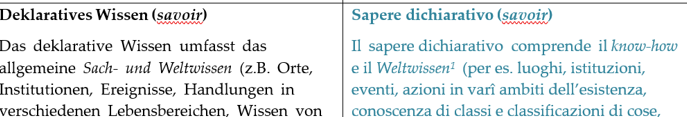 Deklaratives Wissen (savoir)
Das deklarative Wissen umfasst das
allgemeine Sach- und Weltwissen (z.B. Orte,
Institutionen, Ereignisse, Handlungen in
verschiedenen Lebensbereichen, Wissen von
Sapere dichiarativo (savoir)
Il sapere dichiarativo comprende il know-how
e il Weltwissen¹ (per es. luoghi, istituzioni,
eventi, azioni in varî ambiti dell’esistenza,
conoscenza di classi e classificazioni di cose,